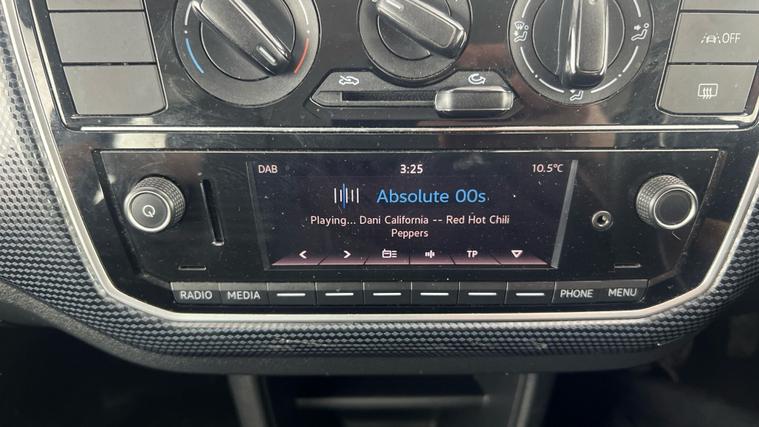 OFF
DAB 3:25 10.5°C
Absolute 00s
Playing... Dani California -- Red Hot Chili
Peppers
TP
RADIO MEDIA PHONE MENU